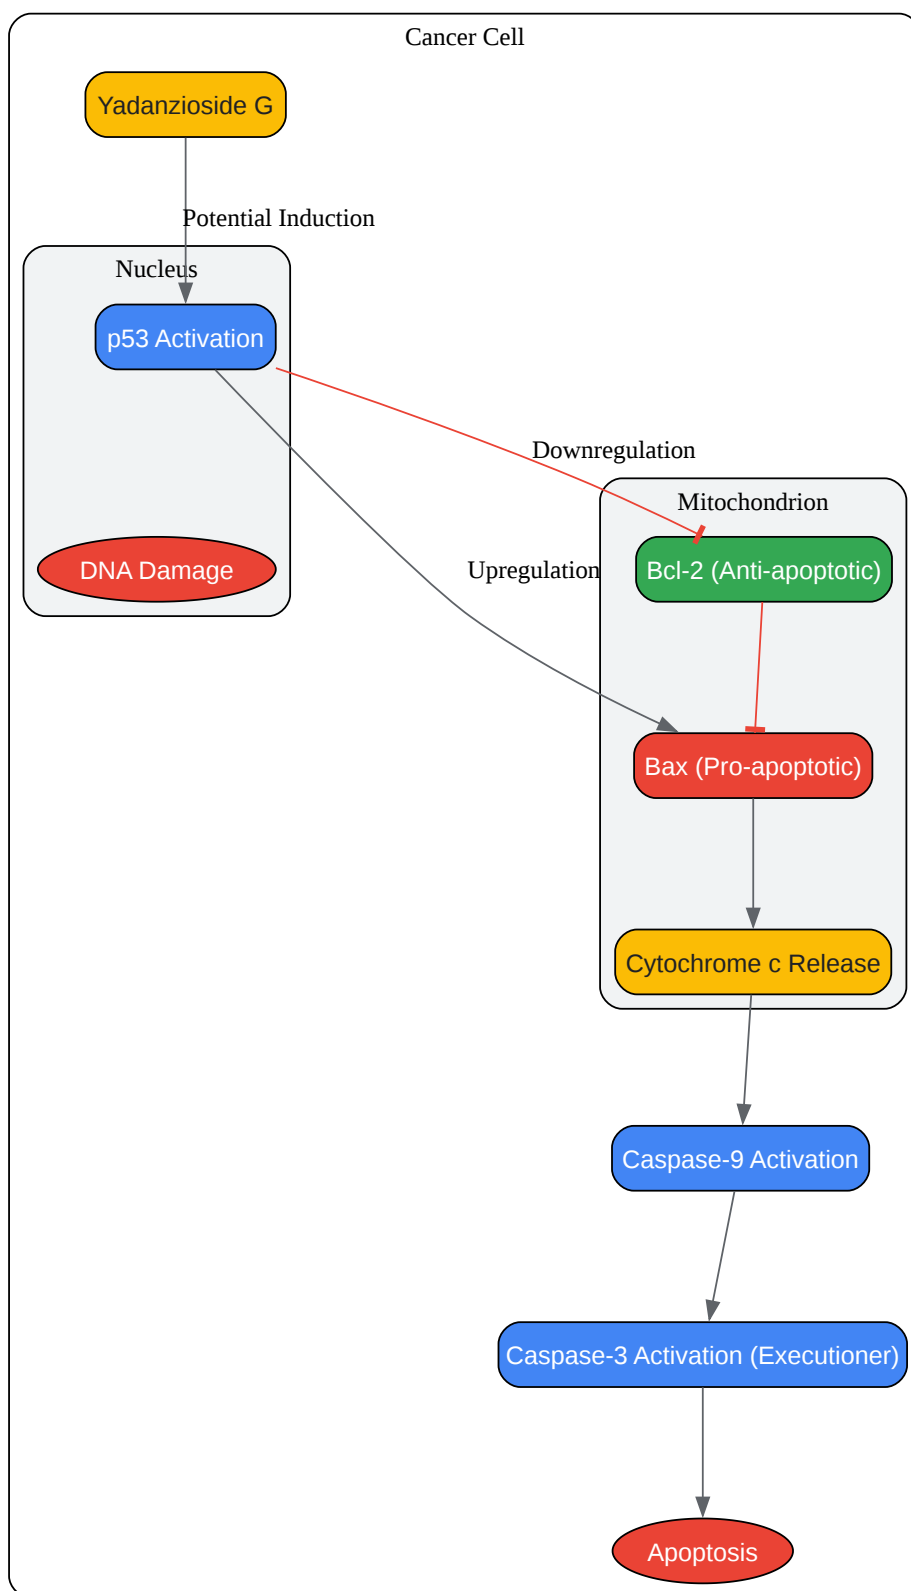 Cancer Cell
Yadanzioside G
Potential Induction
Nucleus
p53 Activation
Downregulation
Mitochondrion
DNA Damage
Upregulation
Bcl-2 (Anti-apoptotic)
Bax (Pro-apoptotic)
Cytochrome c Release
Caspase-9 Activation
Caspase-3 Activation (Executioner)
Apoptosis